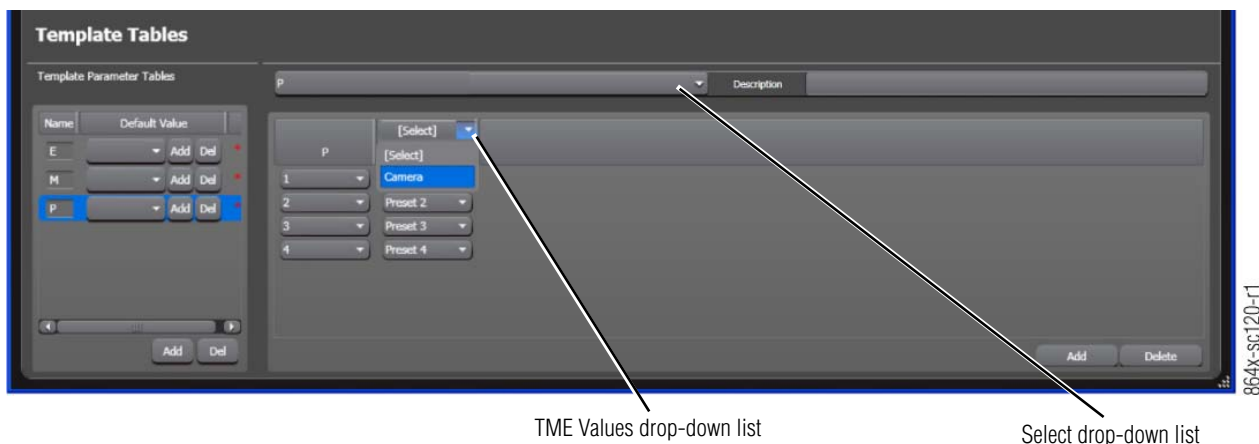 Template Tables
Template Parameter Tables
P
Description
Name Default Value
E Add Del *
M Add Del *
P Add Del *
Add Del
P [Select]
[Select]
1 Camera
2 Preset 2
3 Preset 3
4 Preset 4
Add Delete
864x-sc120-r1
TME Values drop-down list
Select drop-down list